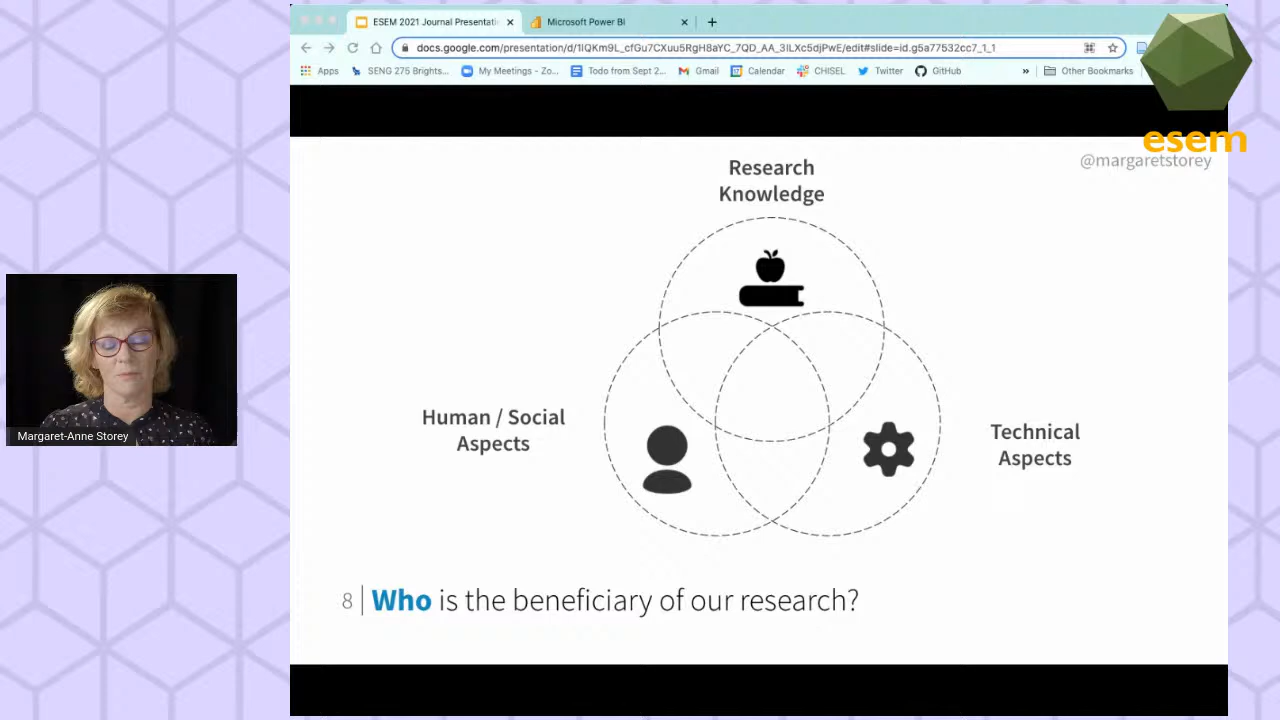 ESEM 2021 Journal Presentati
Microsoft Power BI
docs.google.com/presentation/d/1lQKm9L_cfGu7CXuu5RgH8aYC_7QD_AA_3ILXc5djPwE/edit#slide=id.g5a77532cc7_1_1
Apps SENG 275 Brights... My Meetings - Zo... Todo from Sept 2... Gmail Calendar CHISEL Twitter GitHub » Other Bookmarks
esem
@margaretstorey
Research
Knowledge
Human / Social
Aspects
Technical
Aspects
Margaret-Anne Storey
8 | Who is the beneficiary of our research?